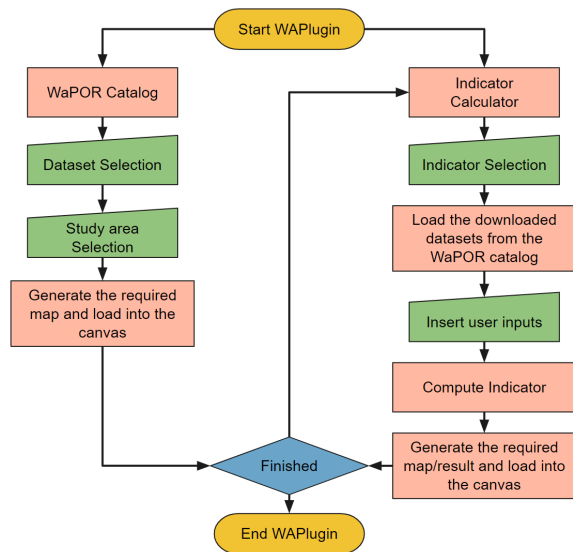 Start WAPlugin
WaPOR Catalog
Dataset Selection
Study area
Selection
Generate the required
map and load into the
canvas
Indicator
Calculator
Indicator Selection
Load the downloaded
datasets from the
WaPOR catalog
Insert user inputs
Compute Indicator
Generate the required
map/result and load into
the canvas
Finished
End WAPlugin